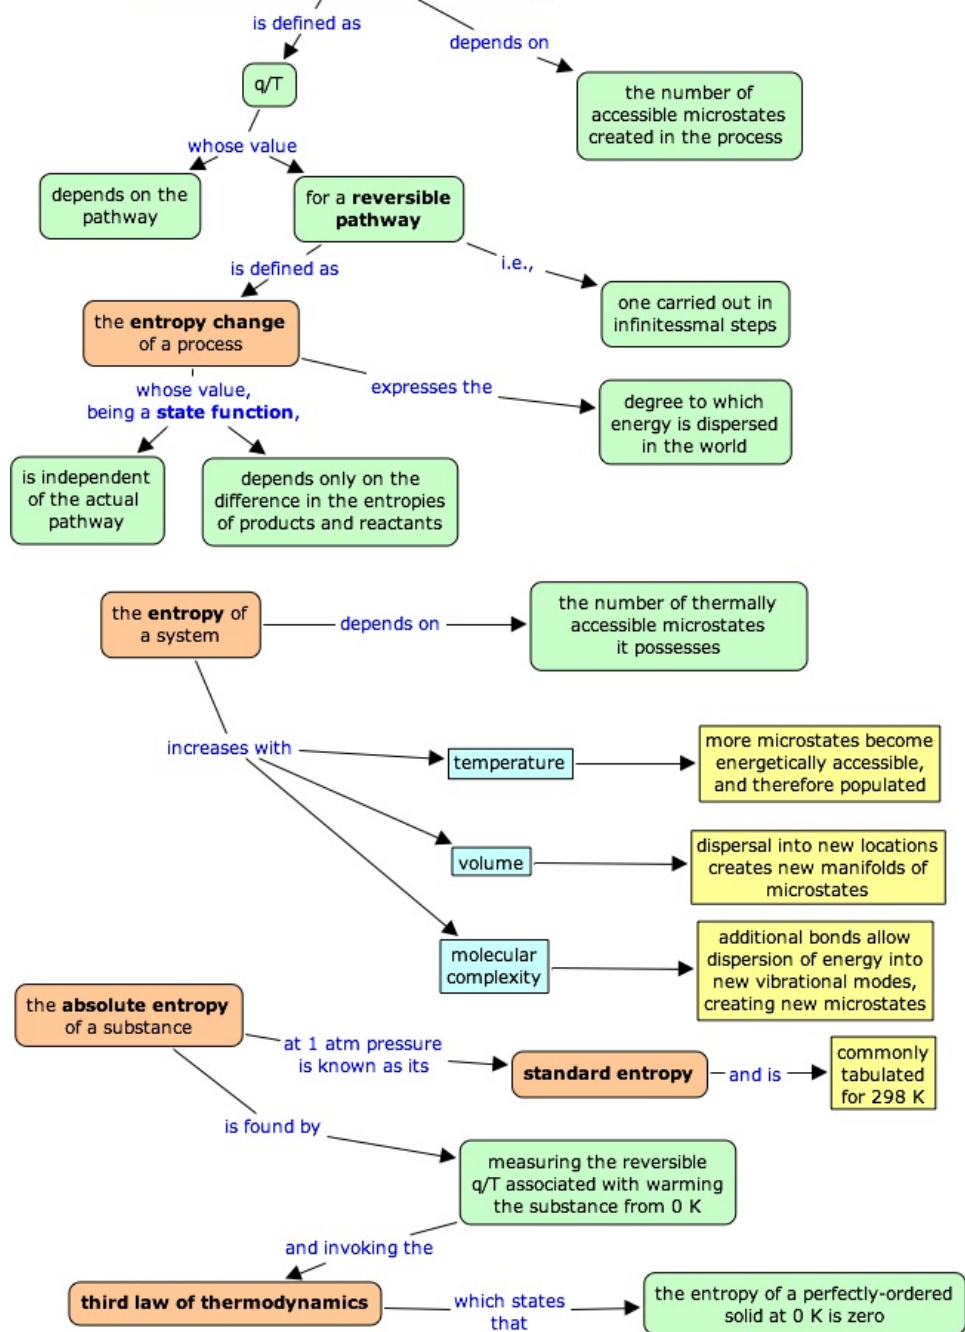 is defined as
depends on
q/T
the number of
accessible microstates
created in the process
whose value
depends on the
pathway
for a reversible
pathway
is defined as
i.e.,
the entropy change
of a process
one carried out in
infinitessmal steps
whose value,
being a state function,
expresses the
degree to which
energy is dispersed
in the world
is independent
of the actual
pathway
depends only on the
difference in the entropies
of products and reactants
the entropy of
a system
depends on
the number of thermally
accessible microstates
it possesses
increases with
temperature
more microstates become
energetically accessible,
and therefore populated
volume
dispersal into new locations
creates new manifolds of
microstates
molecular
complexity
additional bonds allow
dispersion of energy into
new vibrational modes,
creating new microstates
the absolute entropy
of a substance
at 1 atm pressure
is known as its
standard entropy
and is
commonly
tabulated
for 298 K
is found by
measuring the reversible
q/T associated with warming
the substance from 0 K
and invoking the
third law of thermodynamics
which states
that
the entropy of a perfectly-ordered
solid at 0 K is zero